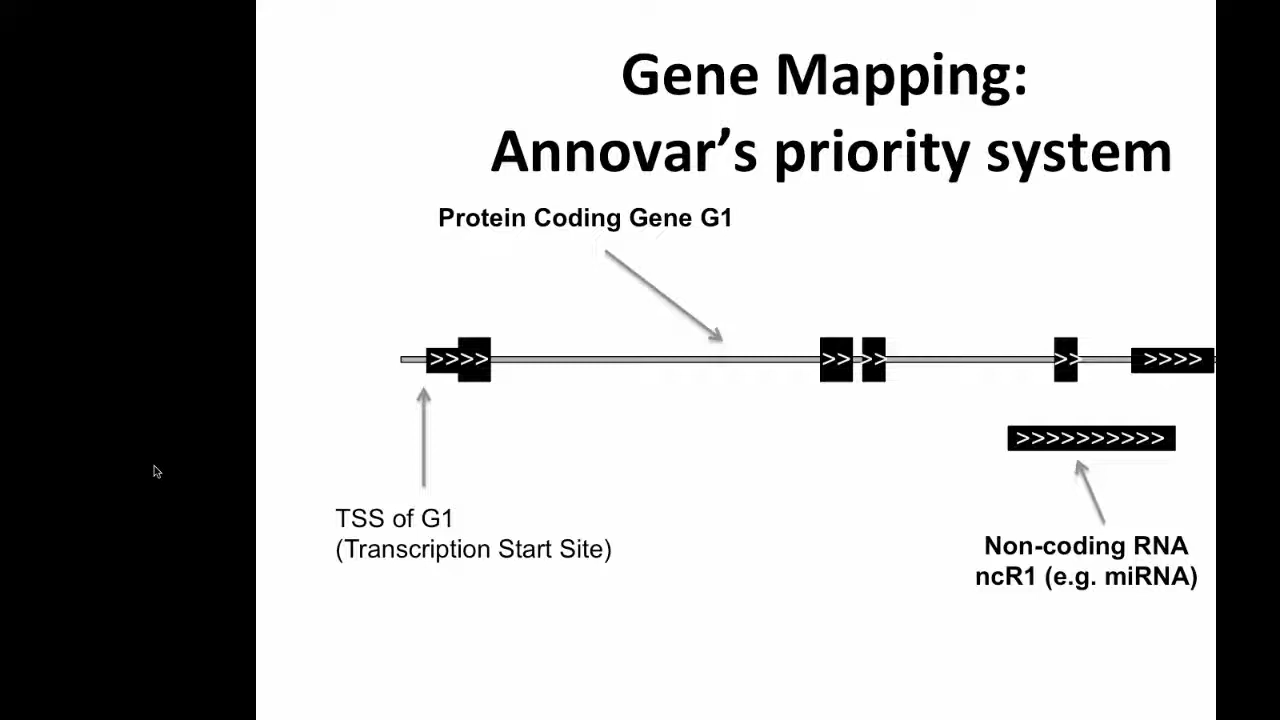 Gene Mapping:
Annovar's priority system
Protein Coding Gene G1
>>>> >> >> >> >>>>
>>>>>>>>>>
TSS of G1
(Transcription Start Site)
Non-coding RNA
ncR1 (e.g. miRNA)